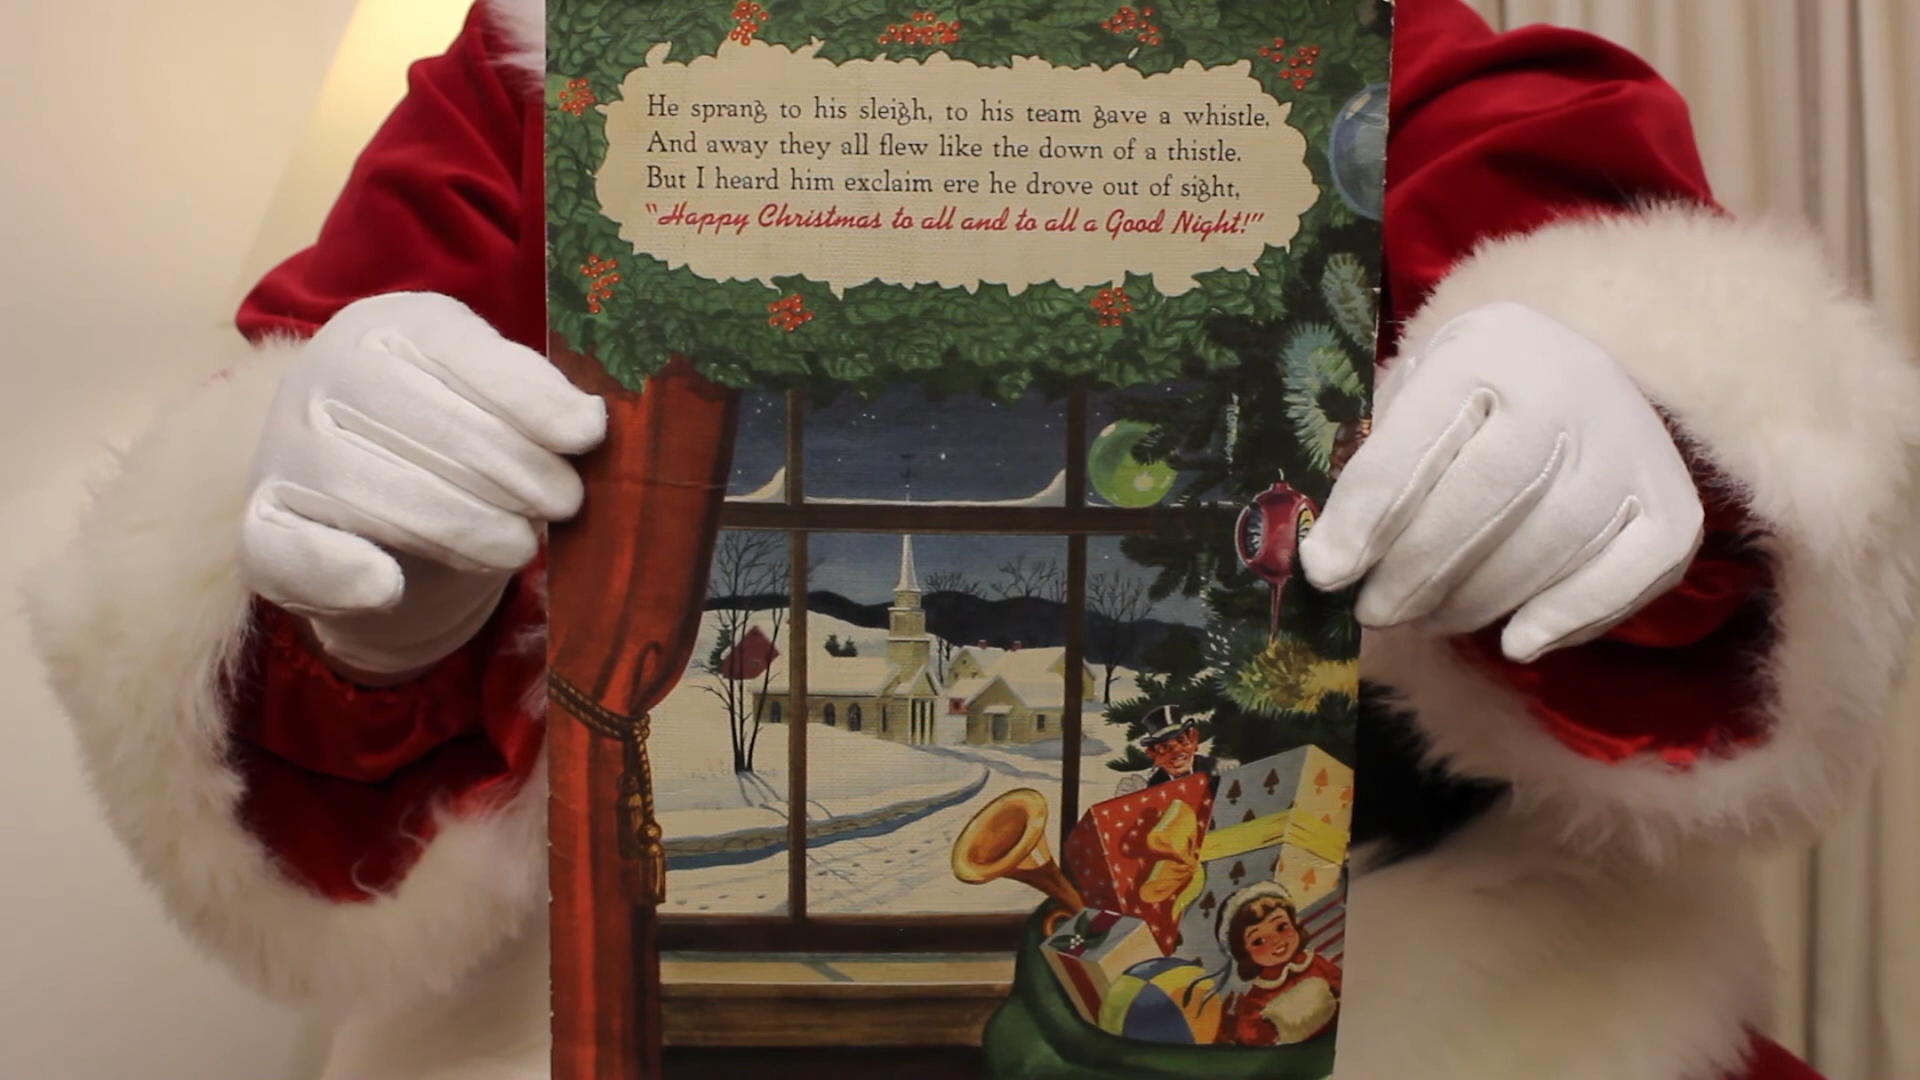 He sprang to his sleigh, to his team gave a whistle,
And away they all flew like the down of a thistle.
But I heard him exclaim ere he drove out of sight,
"Happy Christmas to all and to all a Good Night!"